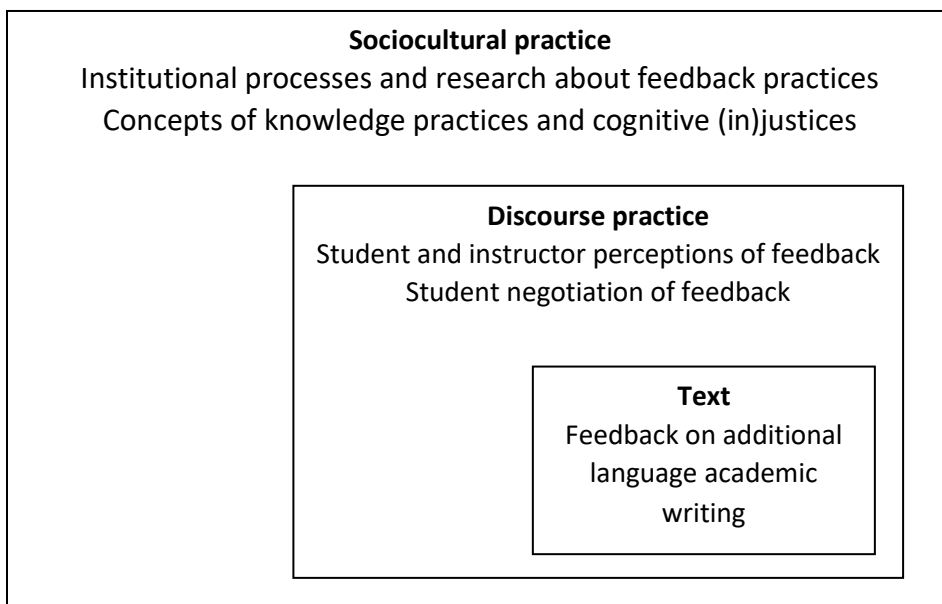 Sociocultural practice
Institutional processes and research about feedback practices
Concepts of knowledge practices and cognitive (in)justices
Discourse practice
Student and instructor perceptions of feedback
Student negotiation of feedback
Text
Feedback on additional
language academic
writing